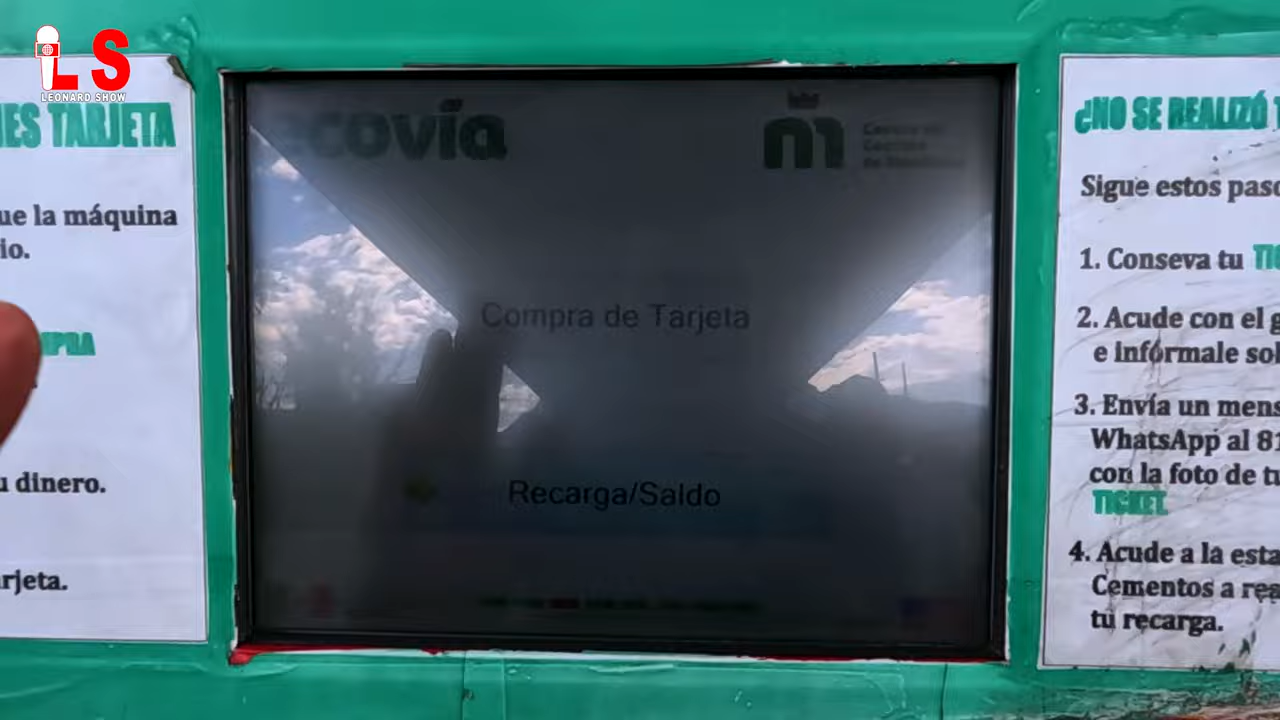 LS
LEONARD SHOW
ES TARJETA
ue la máquina
io.
u dinero.
rjeta.
ecovía
Compra de Tarjeta
Recarga/Saldo
¿NO SE REALIZÓ
Sigue estos paso
1. Conseva tu
2. Acude con el g
e infórmale so
3. Envía un mens
WhatsApp al 81
con la foto de tu
TICKET.
4. Acude a la esta
Cementos a rea
tu recarga.